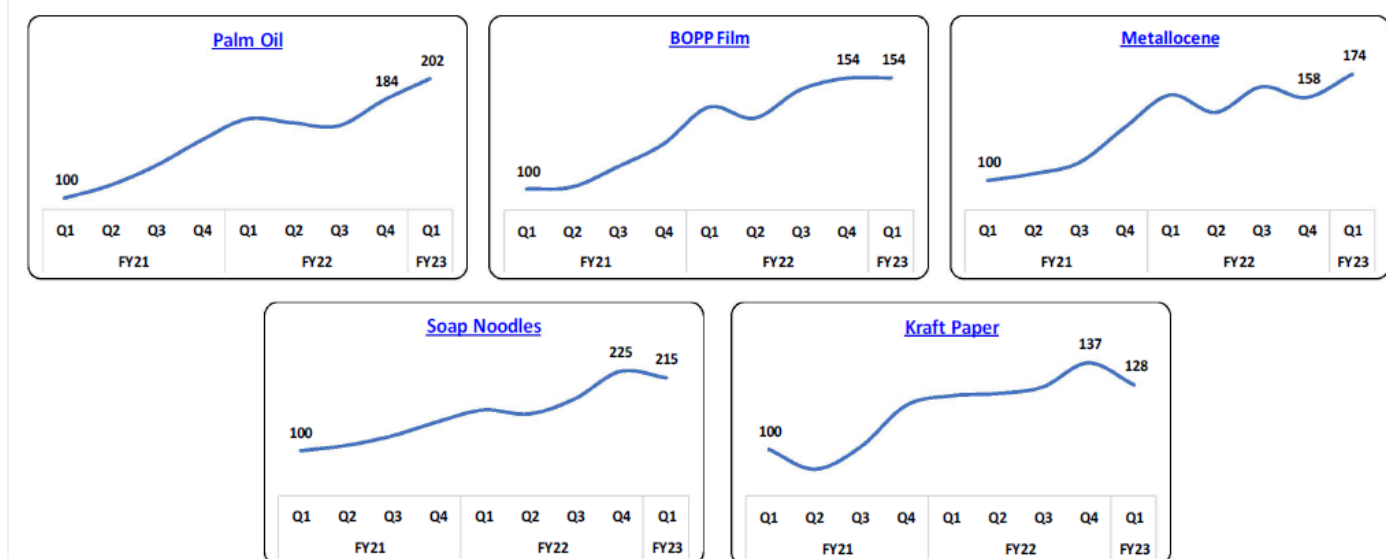 Palm Oil
202
184
100
Q1 Q2 Q3 Q4 Q1 Q2 Q3 Q4 Q1
FY21 FY22 FY23
BOPP Film
154 154
100
Q1 Q2 Q3 Q4 Q1 Q2 Q3 Q4 Q1
FY21 FY22 FY23
Metallocene
174
158
100
Q1 Q2 Q3 Q4 Q1 Q2 Q3 Q4 Q1
FY21 FY22 FY23
Soap Noodles
225 215
100
Q1 Q2 Q3 Q4 Q1 Q2 Q3 Q4 Q1
FY21 FY22 FY23
Kraft Paper
137
128
100
Q1 Q2 Q3 Q4 Q1 Q2 Q3 Q4 Q1
FY21 FY22 FY23